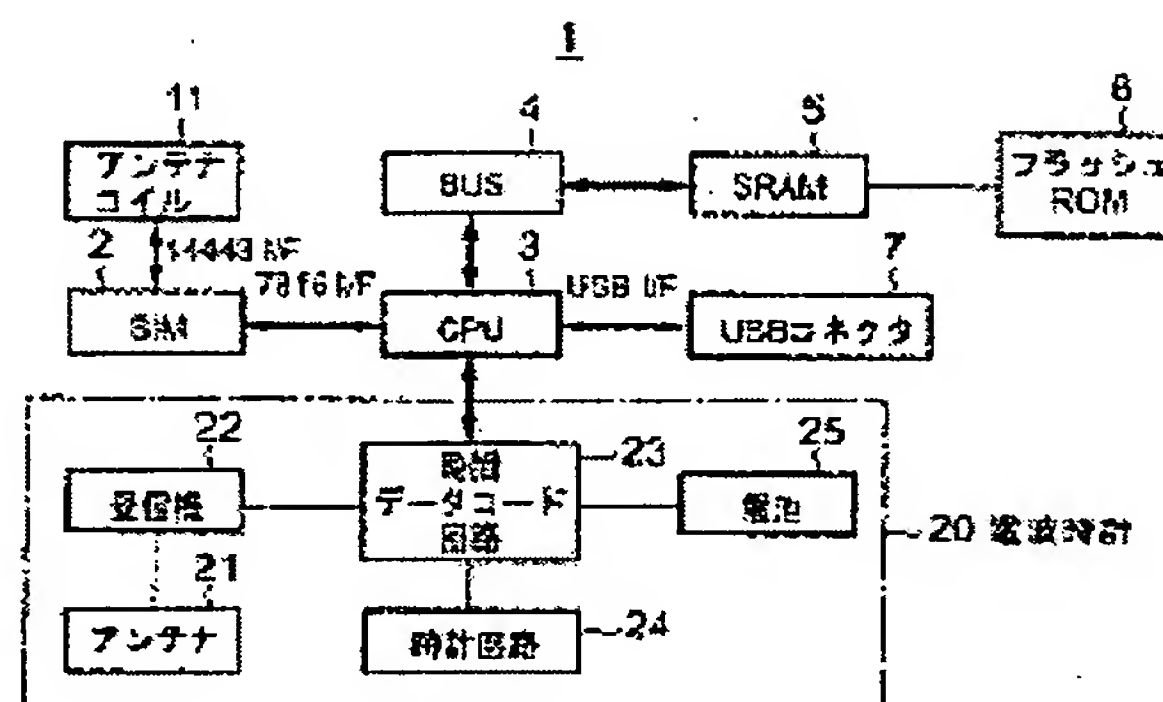 1
11
アンテナ
コイル
4
BUS
5
SRAM
6
フラッシュ
ROM
14443 I/F
2
SIM
7816 I/F
3
CPU
USB I/F
7
USBコネクタ
22
受信機
時間
データコード
回路
23
25
電池
20 電波時計
21
アンテナ
時計回路
24